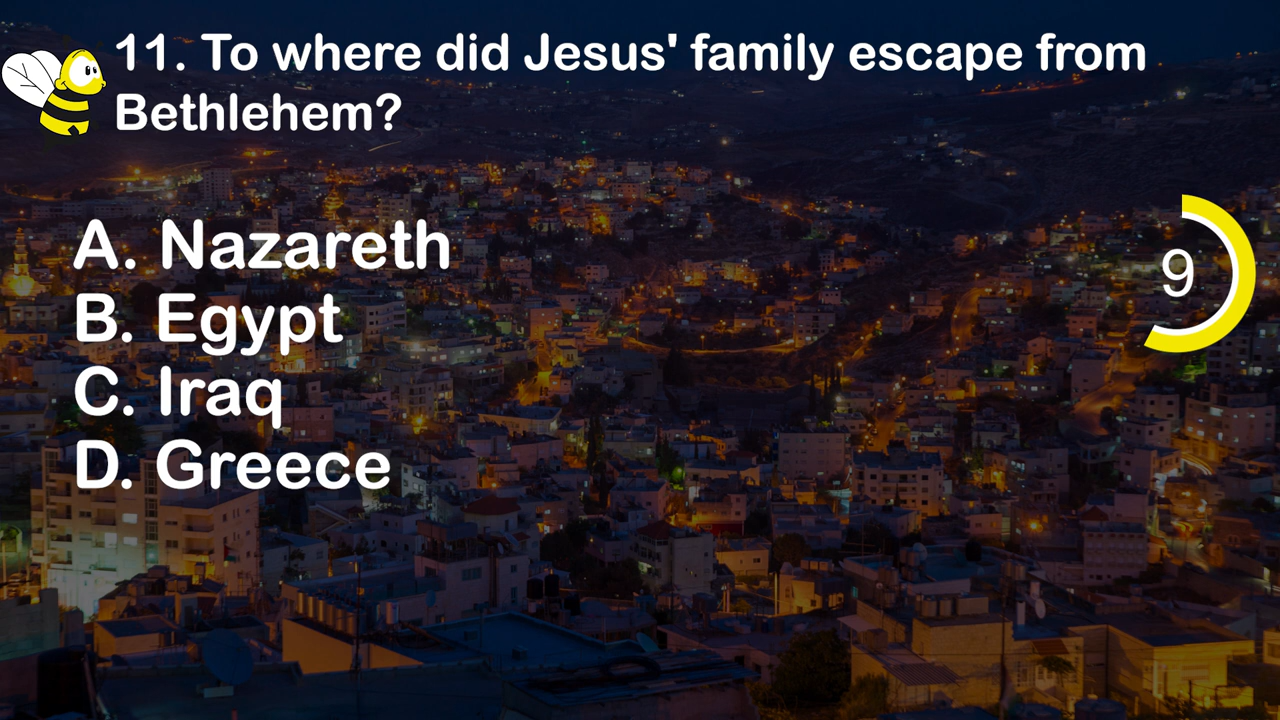 11. To where did Jesus' family escape from
Bethlehem?
A. Nazareth
B. Egypt
C. Iraq
D. Greece
9